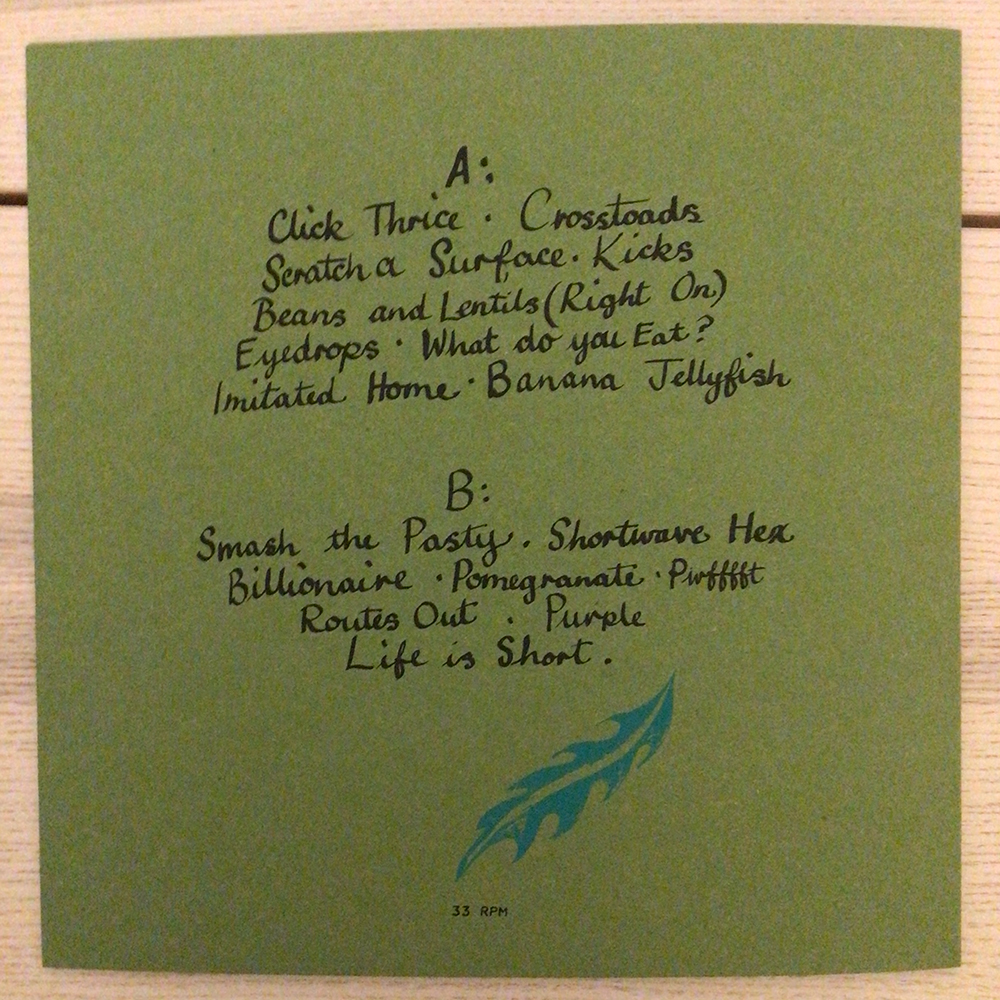 A:
Click Thrice · Crosstoads
Scratch a Surface · Kicks
Beans and Lentils (Right On)
Eyedrops · What do you Eat?
Imitated Home · Banana Jellyfish
B:
Smash the Pasty · Shortwave Hex
Billionaire · Pomegranate · Pwfffft
Routes Out · Purple
Life is Short.
33 RPM